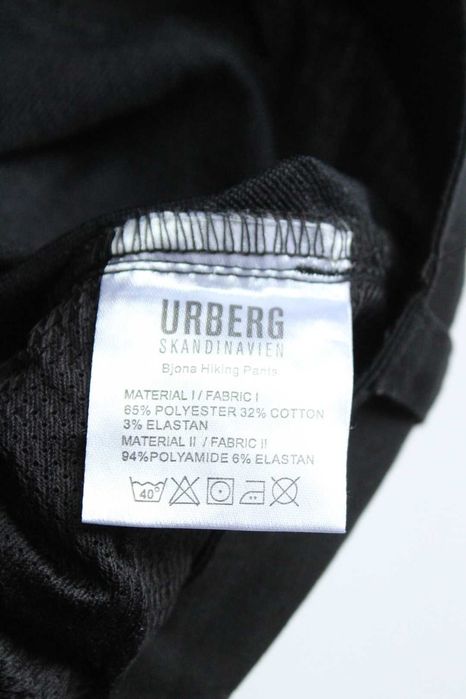 URBERG
SKANDINAVIEN
Bjona Hiking Pants
MATERIAL I / FABRIC I
65% POLYESTER 32% COTTON
3% ELASTAN
MATERIAL II / FABRIC II
94%POLYAMIDE 6% ELASTAN
40°